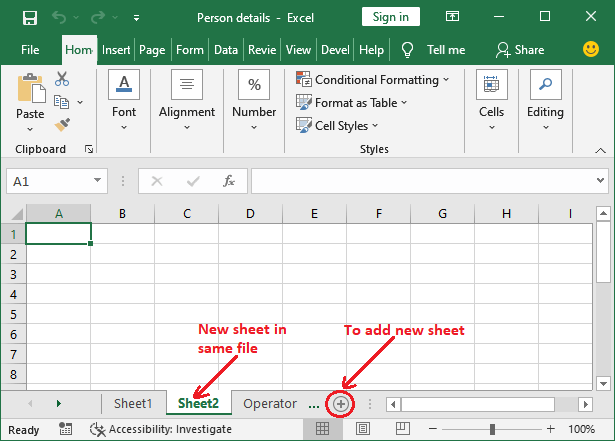 Person details - Excel
Sign in
File Hom Insert Page Form Data Revie View Devel Help Tell me Share
Paste
Clipboard
A
Font
Alignment
%
Number
Conditional Formatting
Format as Table
Cell Styles
Styles
Cells
Editing
A1
fx
A B C D E F G H I
1
2
3
4
5
6
7
8
New sheet in
same file
To add new sheet
Sheet1 Sheet2 Operator ...
Ready Accessibility: Investigate 100%